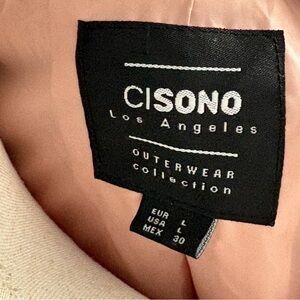 CISONO
Los Angeles
OUTERWEAR
collection
EUR L
USA L
MEX 30